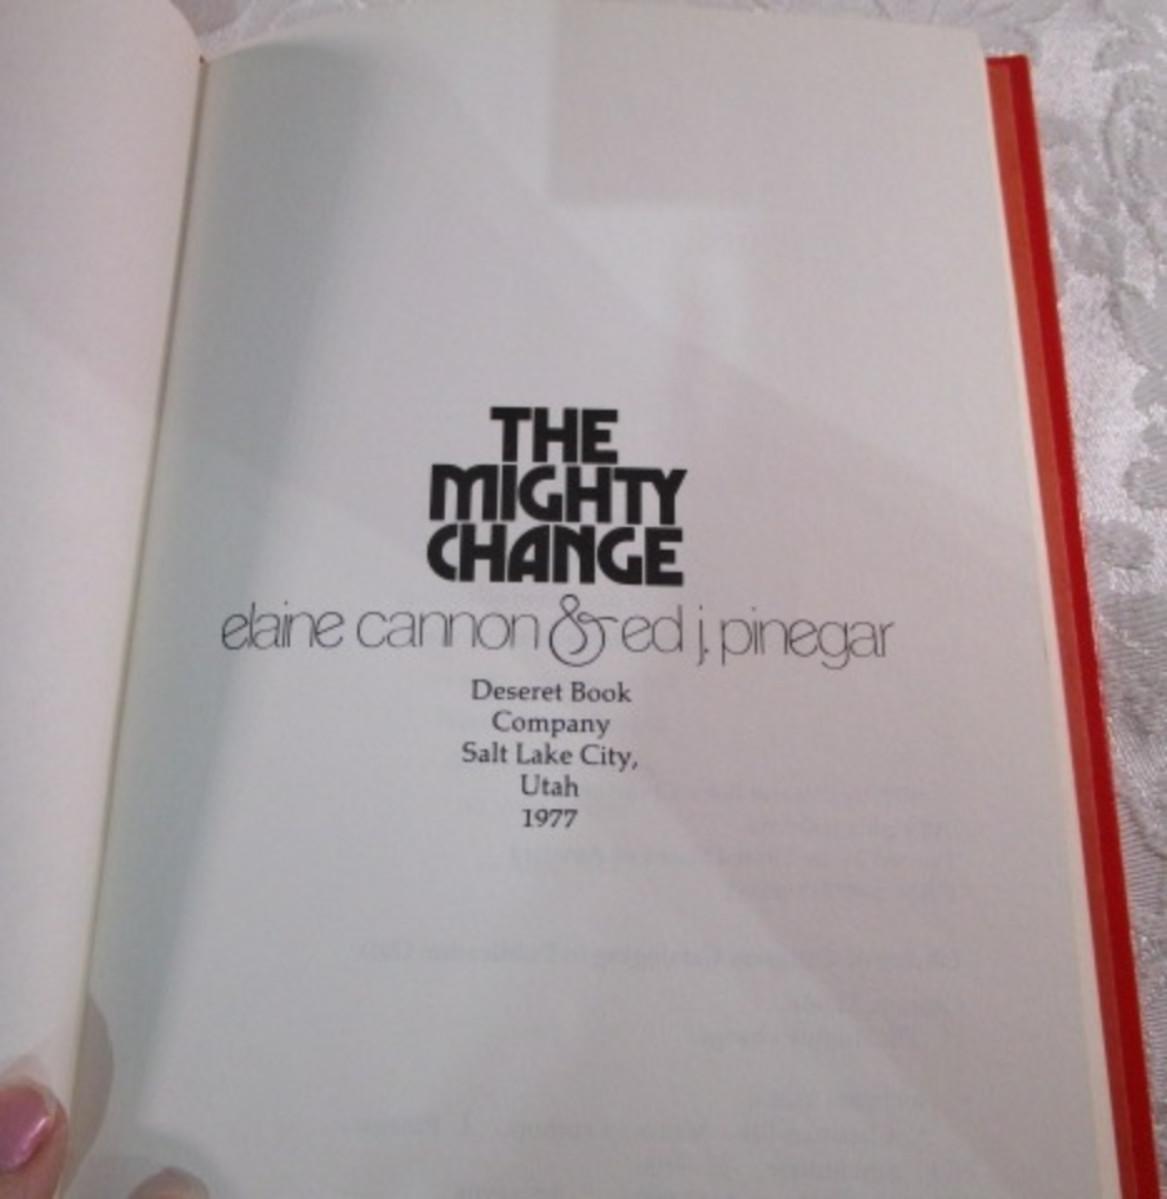 THE
MIGHTY
CHANGE
elaine cannon & ed j. pinegar
Deseret Book
Company
Salt Lake City,
Utah
1977